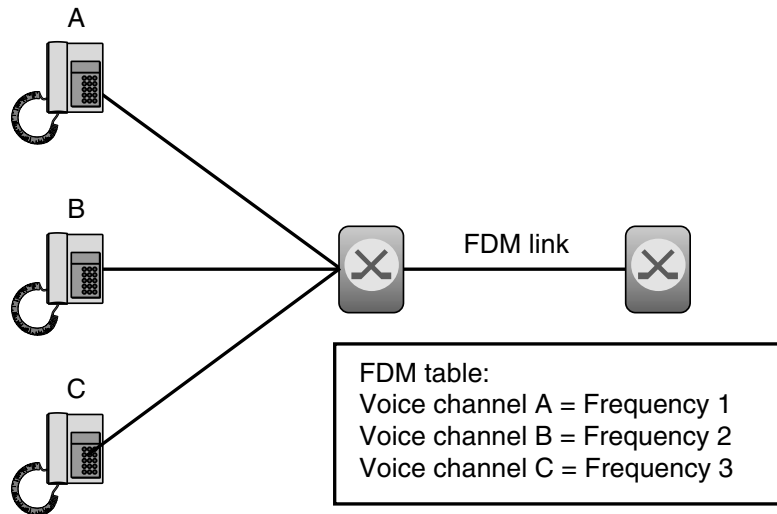 A
B
C
FDM link
FDM table:
Voice channel A = Frequency 1
Voice channel B = Frequency 2
Voice channel C = Frequency 3